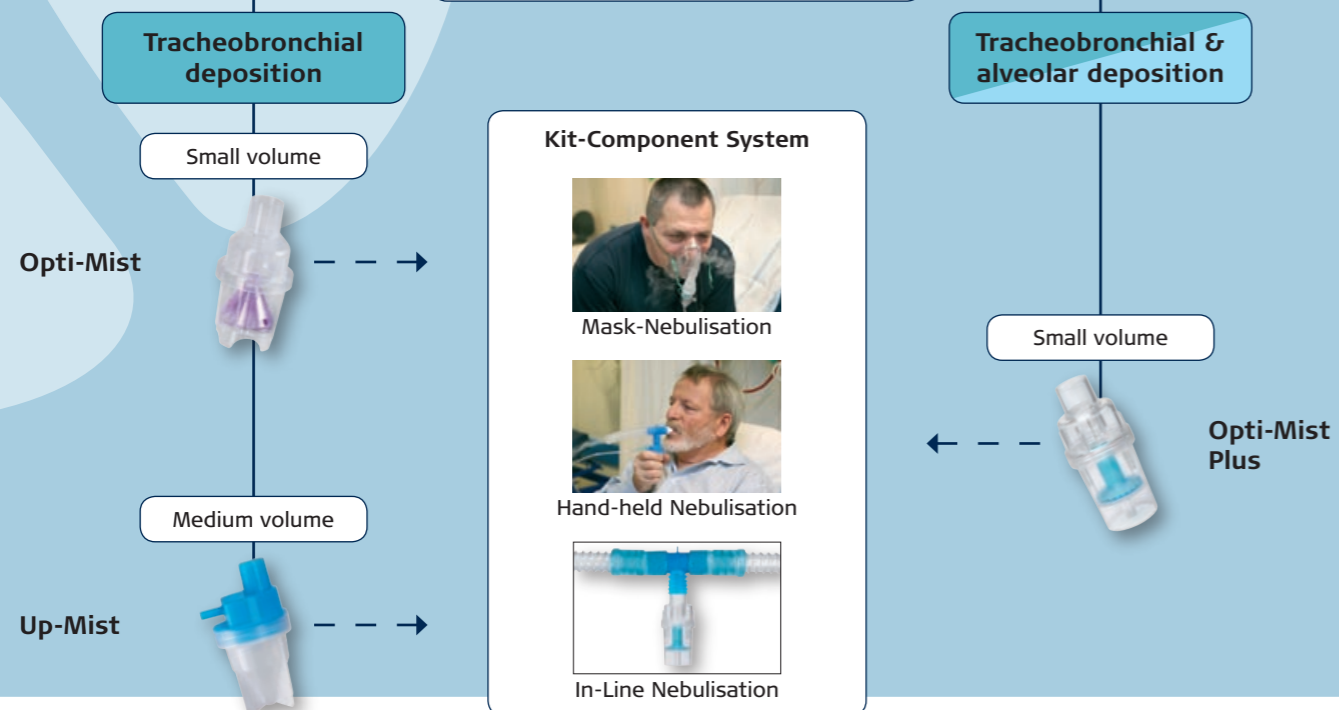 Tracheobronchial
deposition
Small volume
Opti-Mist
Medium volume
Up-Mist
Kit-Component System
Mask-Nebulisation
Hand-held Nebulisation
In-Line Nebulisation
Tracheobronchial &
alveolar deposition
Small volume
Opti-Mist
Plus